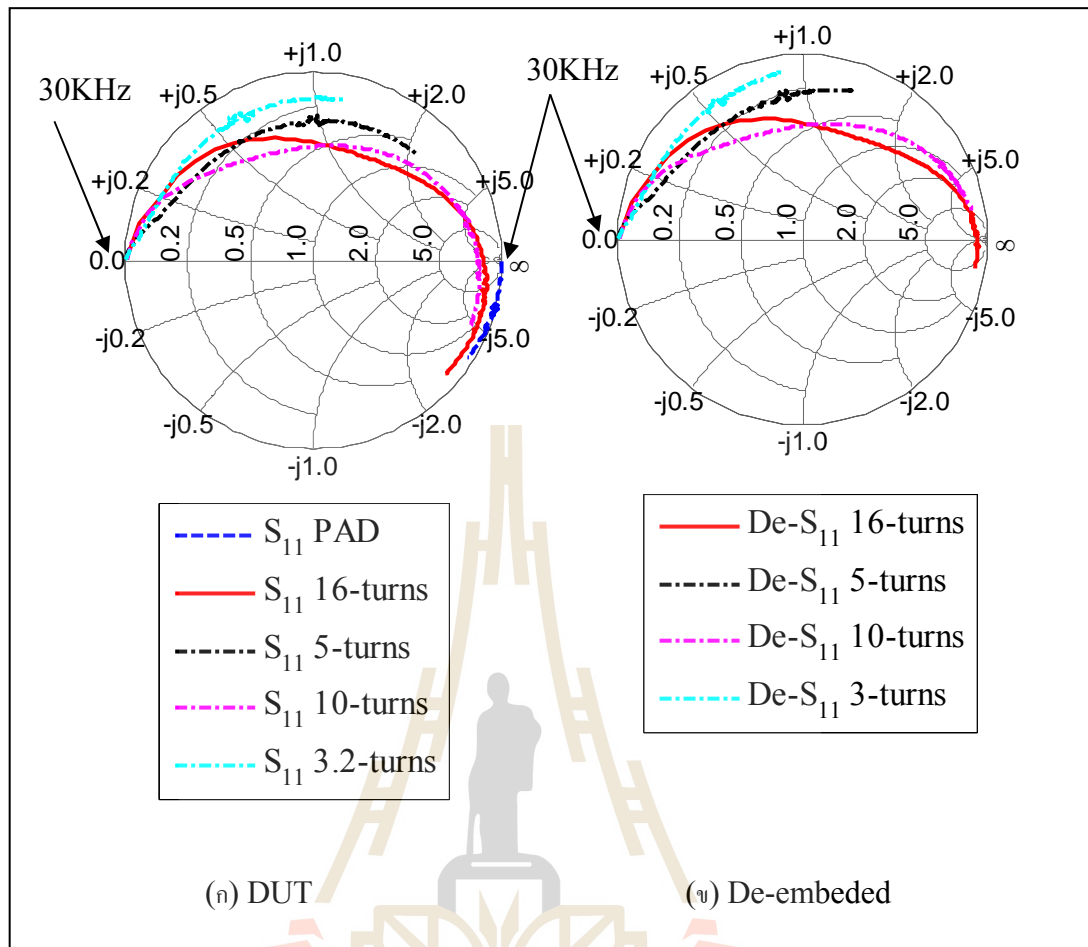 30KHz
+j1.0
+j0.5
+j2.0
+j0.2
+j5.0
0.0
0.2
0.5
1.0
2.0
5.0
∞
-j0.2
-j5.0
-j0.5
-j2.0
-j1.0
+j1.0
+j0.5
+j2.0
+j0.2
+j5.0
0.0
0.2
0.5
1.0
2.0
5.0
∞
-j0.2
-j5.0
-j0.5
-j2.0
-j1.0
30KHz
S11 PAD
S11 16-turns
S11 5-turns
S11 10-turns
S11 3.2-turns
De-S11 16-turns
De-S11 5-turns
De-S11 10-turns
De-S11 3-turns
(ก) DUT
(ข) De-embeded